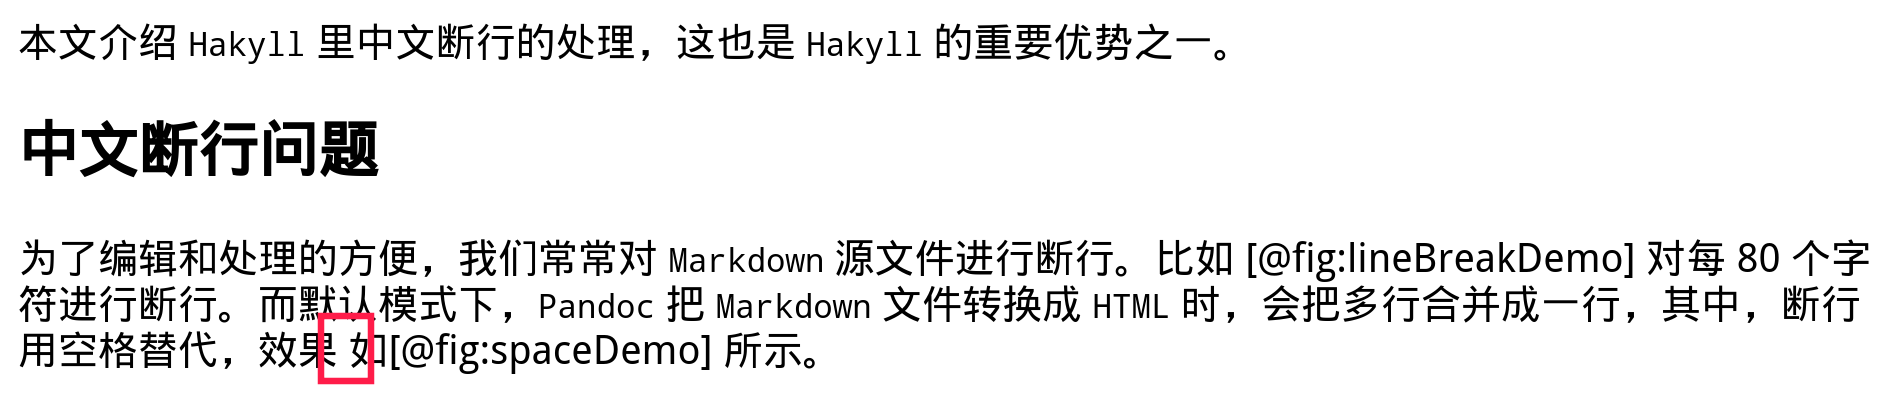 本文介绍 Hakyll 里中文断行的处理，这也是 Hakyll 的重要优势之一。
中文断行问题
为了编辑和处理的方便，我们常常对 Markdown 源文件进行断行。比如 [@fig:lineBreakDemo] 对每 80 个字
符进行断行。而默认模式下，Pandoc 把 Markdown 文件转换成 HTML 时，会把多行合并成一行，其中，断行
用空格替代，效果 如[@fig:spaceDemo] 所示。